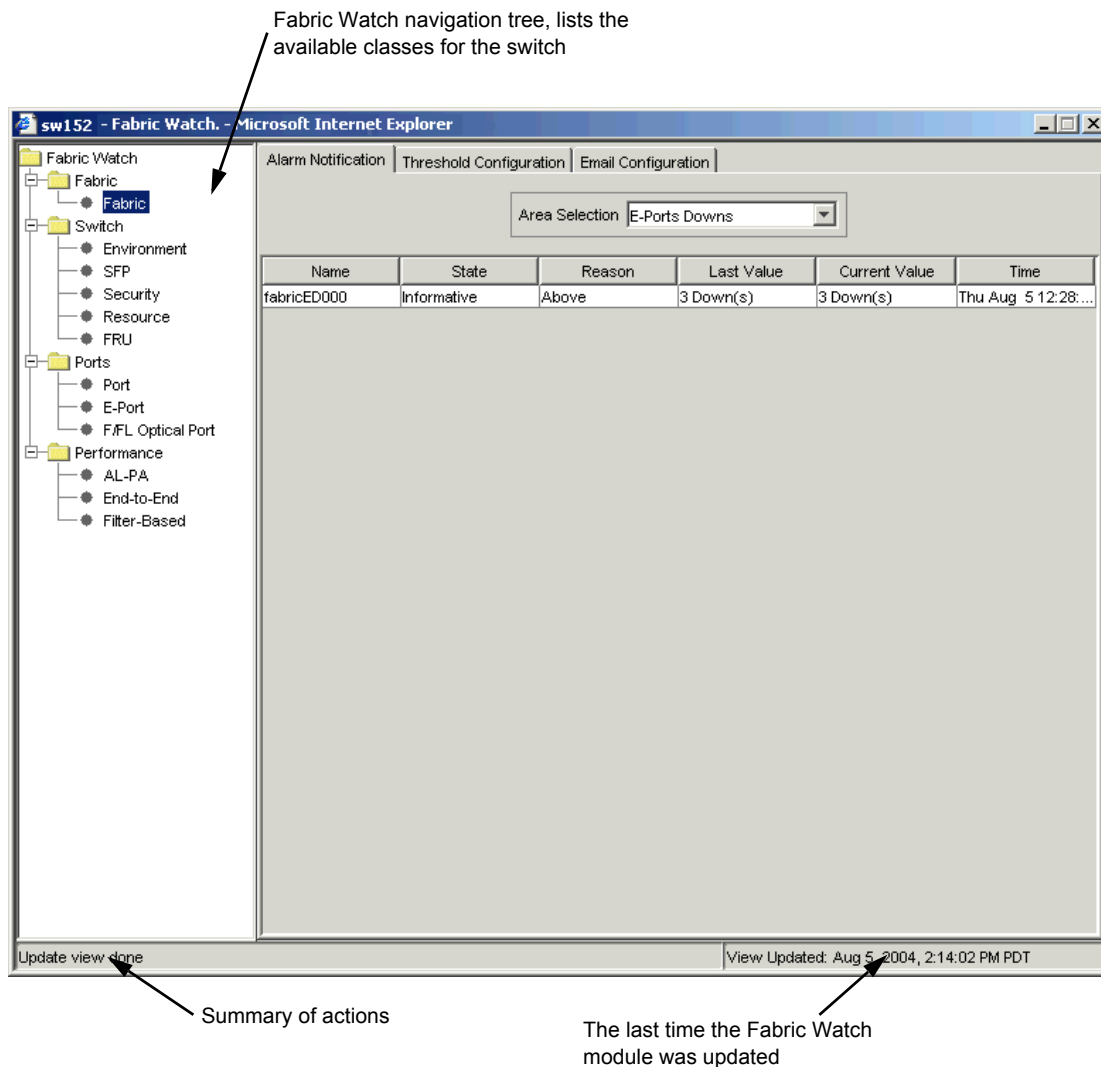 Fabric Watch navigation tree, lists the
available classes for the switch
sw152 - Fabric Watch. - Microsoft Internet Explorer
Fabric Watch
Fabric
Fabric
Switch
Environment
SFP
Security
Resource
FRU
Ports
Port
E-Port
F/FL Optical Port
Performance
AL-PA
End-to-End
Filter-Based
Alarm Notification Threshold Configuration Email Configuration
Area Selection E-Ports Downs
Name State Reason Last Value Current Value Time
fabricED000 Informative Above 3 Down(s) 3 Down(s) Thu Aug 5 12:28:...
Update view done View Updated: Aug 5, 2004, 2:14:02 PM PDT
Summary of actions
The last time the Fabric Watch
module was updated